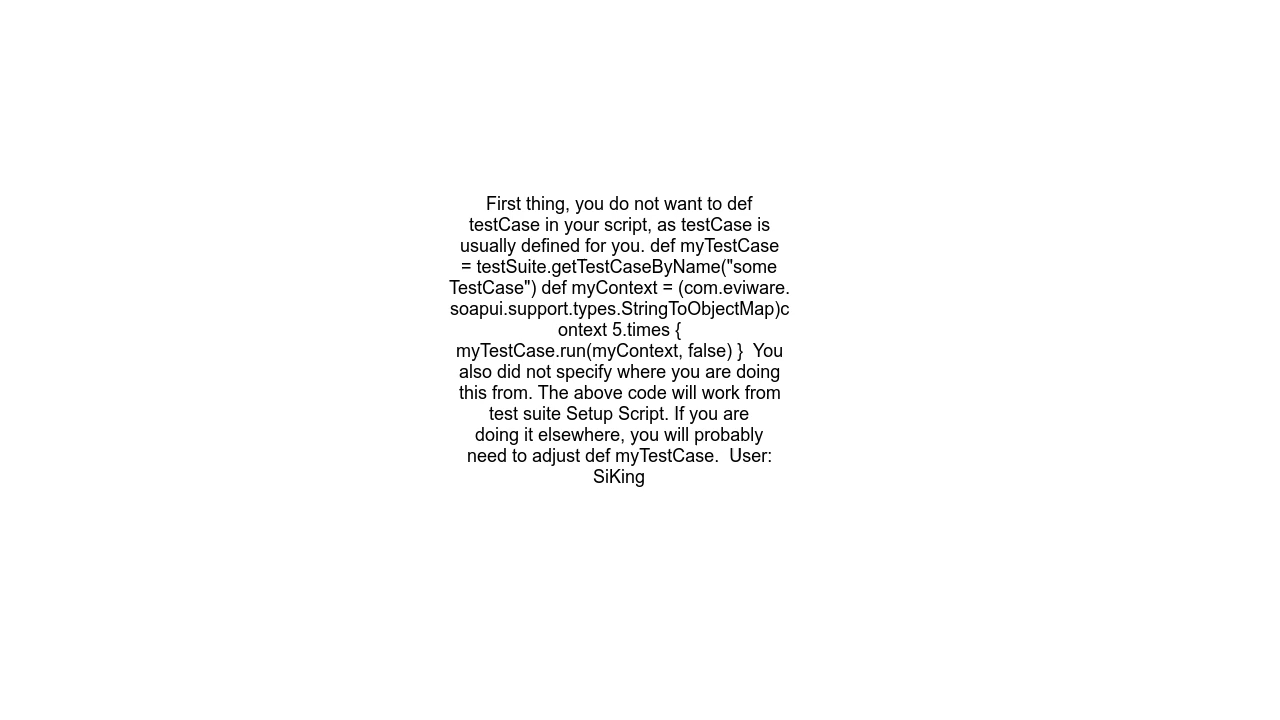 First thing, you do not want to def
testCase in your script, as testCase is
usually defined for you. def myTestCase
= testSuite.getTestCaseByName("some
TestCase") def myContext = (com.eviware.
soapui.support.types.StringToObjectMap)c
ontext 5.times {
myTestCase.run(myContext, false) }  You
also did not specify where you are doing
this from. The above code will work from
test suite Setup Script. If you are
doing it elsewhere, you will probably
need to adjust def myTestCase.  User:
SiKing